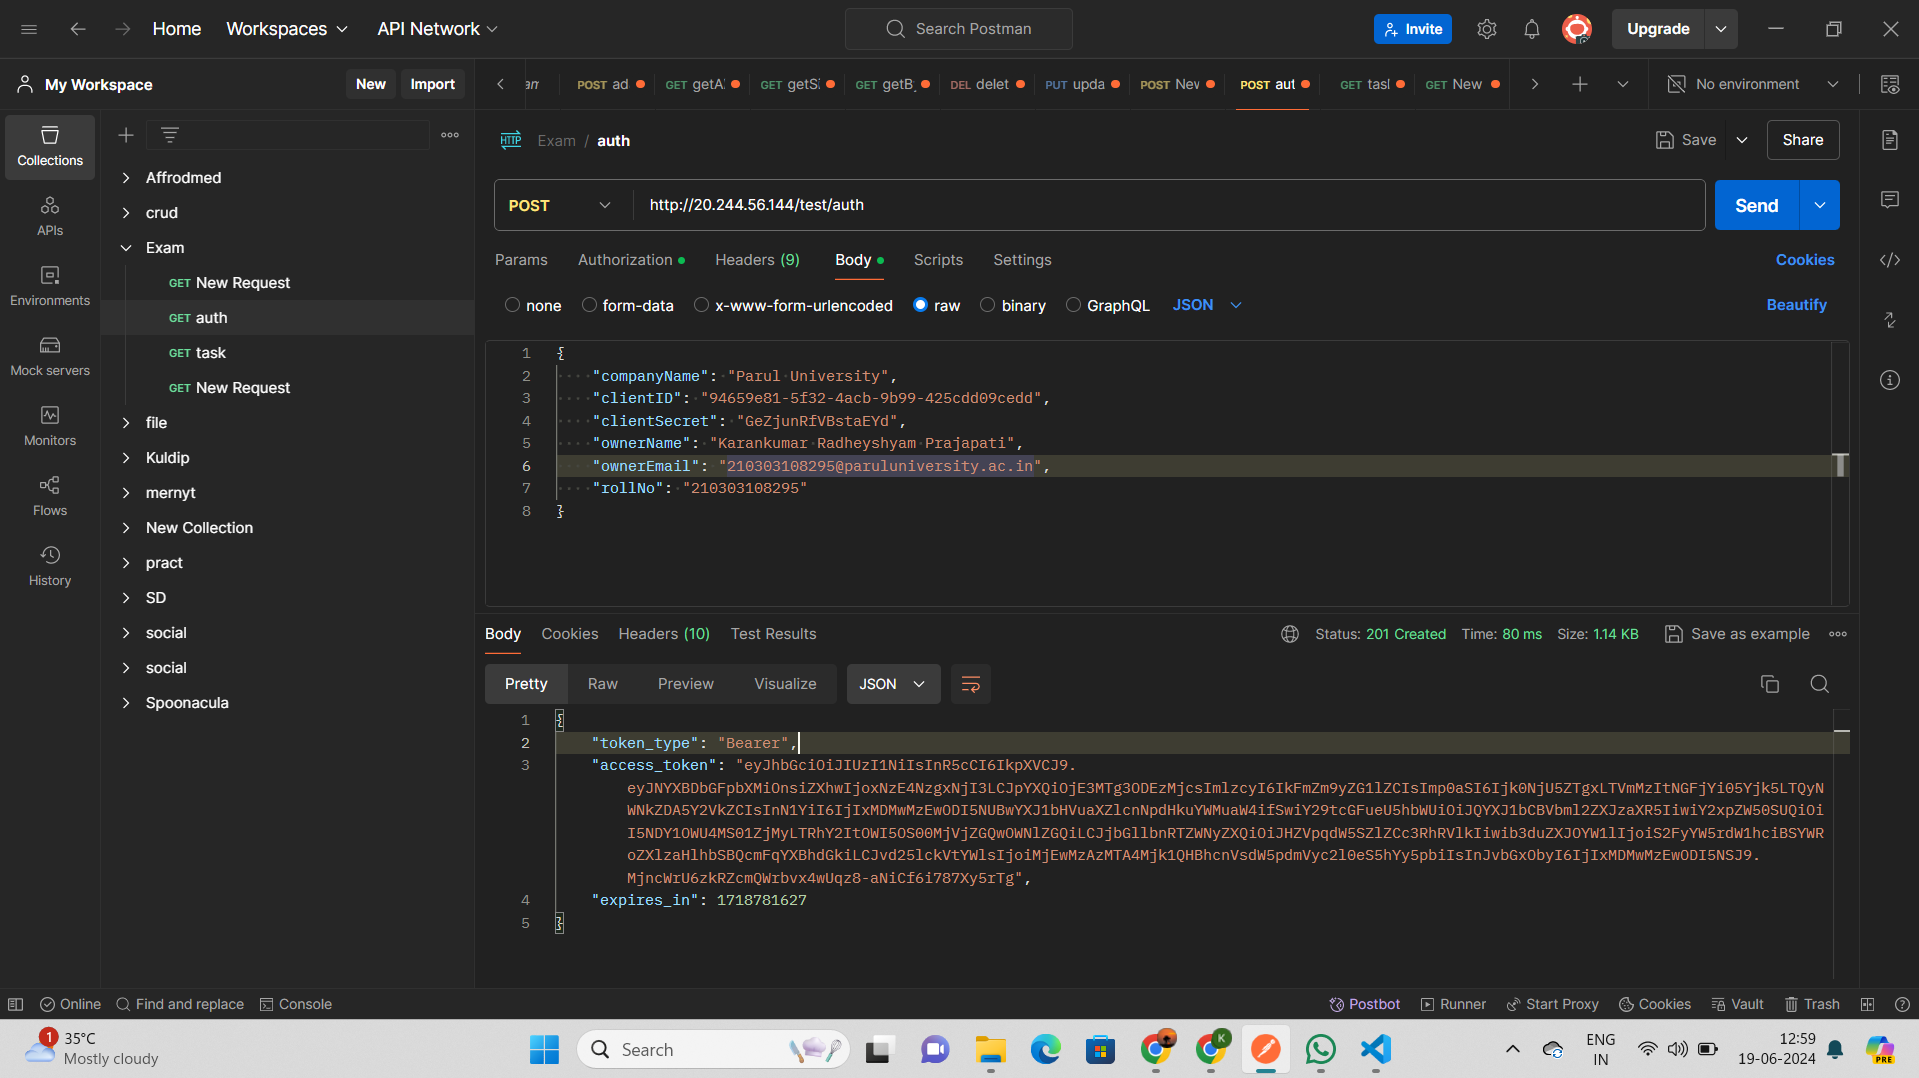 Home Workspaces API Network Search Postman Invite Upgrade
My Workspace New Import
am POST ad GET getA GET getS GET getB DEL delet PUT upda POST New POST aut GET tasl GET New No environment
Collections
APIs
Environments
Mock servers
Monitors
Flows
History
Affrodmed
crud
Exam
GET New Request
GET auth
GET task
GET New Request
file
Kuldip
mernyt
New Collection
pract
SD
social
social
Spoonacula
HTTP Exam / auth Save Share
POST http://20.244.56.144/test/auth Send
Params Authorization Headers (9) Body Scripts Settings Cookies
none form-data x-www-form-urlencoded raw binary GraphQL JSON Beautify
1 {
2 "companyName": "Parul University",
3 "clientID": "94659e81-5f32-4acb-9b99-425cdd09cedd",
4 "clientSecret": "GeZjunRfVBstaEYd",
5 "ownerName": "Karankumar Radheyshyam Prajapati",
6 "ownerEmail": "210303108295@paruluniversity.ac.in",
7 "rollNo": "210303108295"
8 }
Body Cookies Headers (10) Test Results Status: 201 Created Time: 80 ms Size: 1.14 KB Save as example
Pretty Raw Preview Visualize JSON
1 {
2 "token_type": "Bearer",
3 "access_token": "eyJhbGciOiJIUzI1NiIsInR5cCI6IkpXVCJ9.
eyJNYXBDbGFpbXMiOnsiZXhwIjoxNzE4NzgxNjI3LCJpYXQiOjE3MTg3ODEzMjcsImlzcyI6IkFmZm9yZG1lZCIsImp0aSI6Ijk0NjU5ZTgxLTVmMzItNGFjYi05Yjk5LTQyN
WNkZDA5Y2VkZCIsInN1YiI6IjIxMDMwMzEwODI5NUBwYXJ1bHVuaXZlcnNpdHkuYWMuaW4ifSwiY29tcGFueU5hbWUiOiJQYXJ1bCBVbml2ZXJzaXR5IiwiY2xpZW50SUQiOi
I5NDY1OWU4MS01ZjMyLTRhY2ItOWI5OS00MjVjZGQwOWNlZGQiLCJjbGllbnRTZWNyZXQiOiJHZVpqdW5SZlZCc3RhRVlkIiwib3duZXJOYW1lIjoiS2FyYW5rdW1hciBSYWR
oZXlzaHlhbSBQcmFqYXBhdGkiLCJvd25lckVtYWlsIjoiMjEwMzAzMTA4Mjk1QHBhcnVsdW5pdmVyc2l0eS5hYy5pbiIsInJvbGxObyI6IjIxMDMwMzEwODI5NSJ9.
MjncWrU6zkRZcmQWrbvx4wUqz8-aNiCf6i787Xy5rTg",
4 "expires_in": 1718781627
5 }
Online Find and replace Console Postbot Runner Start Proxy Cookies Vault Trash
1 35°C
Mostly cloudy
Search
K
ENG
IN
12:59
19-06-2024
PRE